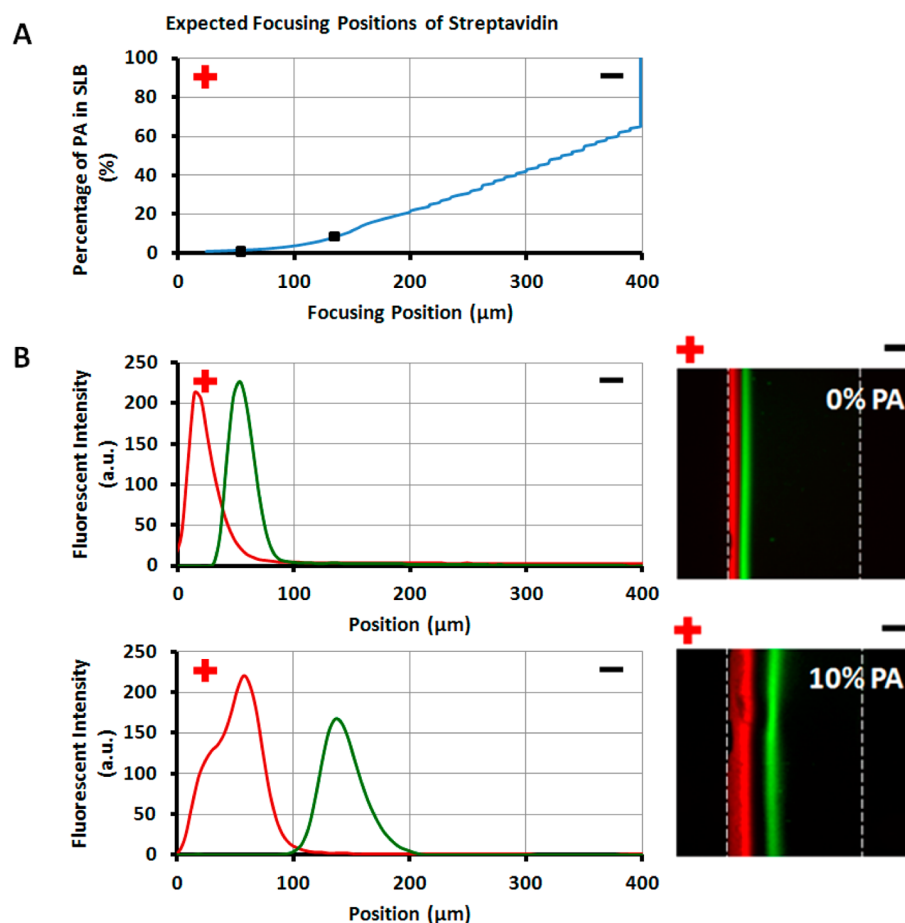 A
Expected Focusing Positions of Streptavidin
Percentage of PA in SLB
(%)
100
80
60
40
20
0
+
−
0 100 200 300 400
Focusing Position (μm)
B
Fluorescent Intensity
(a.u.)
250
200
150
100
50
0
+
−
0 100 200 300 400
Position (μm)
+
−
0% PA
Fluorescent Intensity
(a.u.)
250
200
150
100
50
0
+
−
0 100 200 300 400
Position (μm)
+
−
10% PA